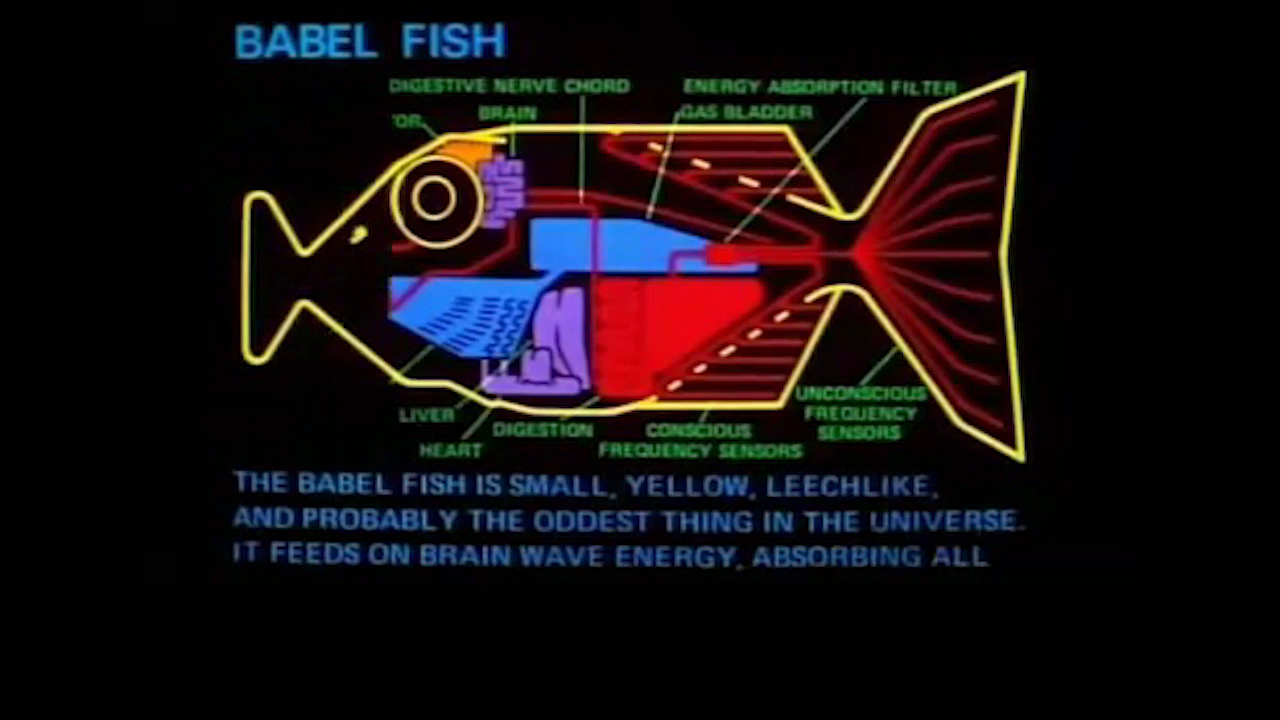 BABEL FISH
DIGESTIVE NERVE CHORD
ENERGY ABSORPTION FILTER
BRAIN
GAS BLADDER
'OR
LIVER
HEART
DIGESTION
CONSCIOUS
FREQUENCY SENSORS
UNCONSCIOUS
FREQUENCY
SENSORS
THE BABEL FISH IS SMALL, YELLOW, LEECHLIKE,
AND PROBABLY THE ODDEST THING IN THE UNIVERSE.
IT FEEDS ON BRAIN WAVE ENERGY, ABSORBING ALL